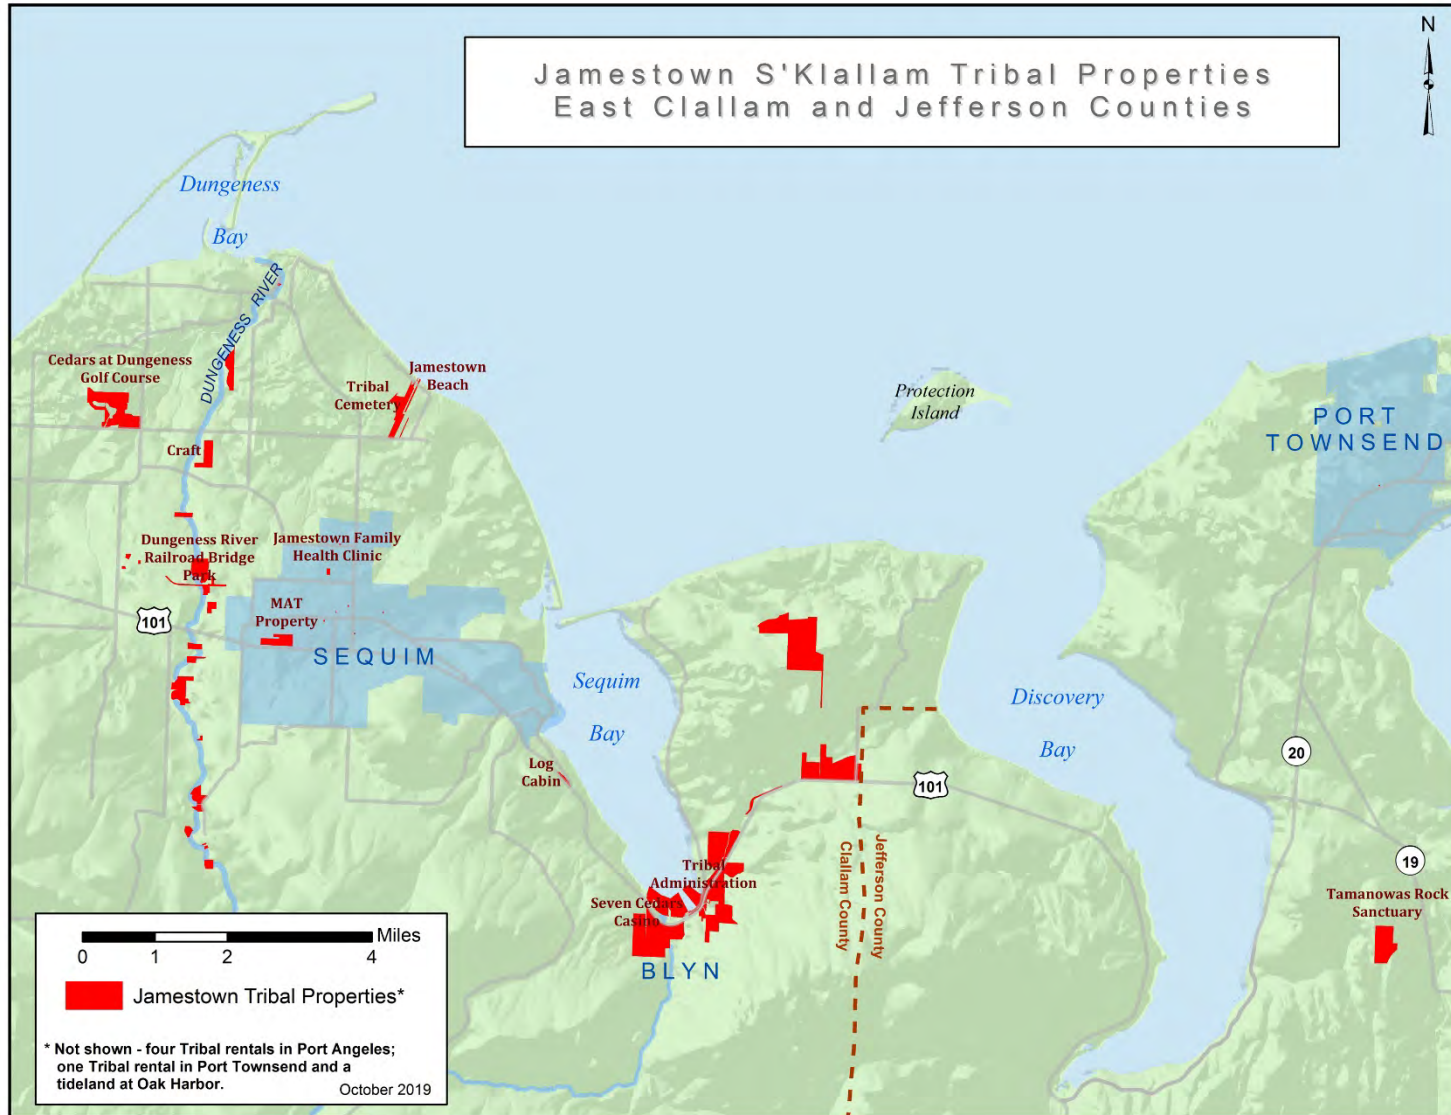 N
Jamestown S'Klallam Tribal Properties
East Clallam and Jefferson Counties
Dungeness
Bay
DUNGENESS RIVER
Cedars at Dungeness
Golf Course
Jamestown
Beach
Tribal
Cemetery
Protection
Island
PORT
TOWNSEND
Craft
Dungeness River
Railroad Bridge
Park
Jamestown Family
Health Clinic
MAT
Property
101
SEQUIM
Sequim
Bay
Discovery
Bay
Log
Cabin
101
20
19
Jefferson County
Clallam County
Tribal
Administration
Seven Cedars
Casino
BLYN
Tamanowas Rock
Sanctuary
Miles
0 1 2 4
Jamestown Tribal Properties*
* Not shown - four Tribal rentals in Port Angeles;
one Tribal rental in Port Townsend and a
tideland at Oak Harbor.
October 2019